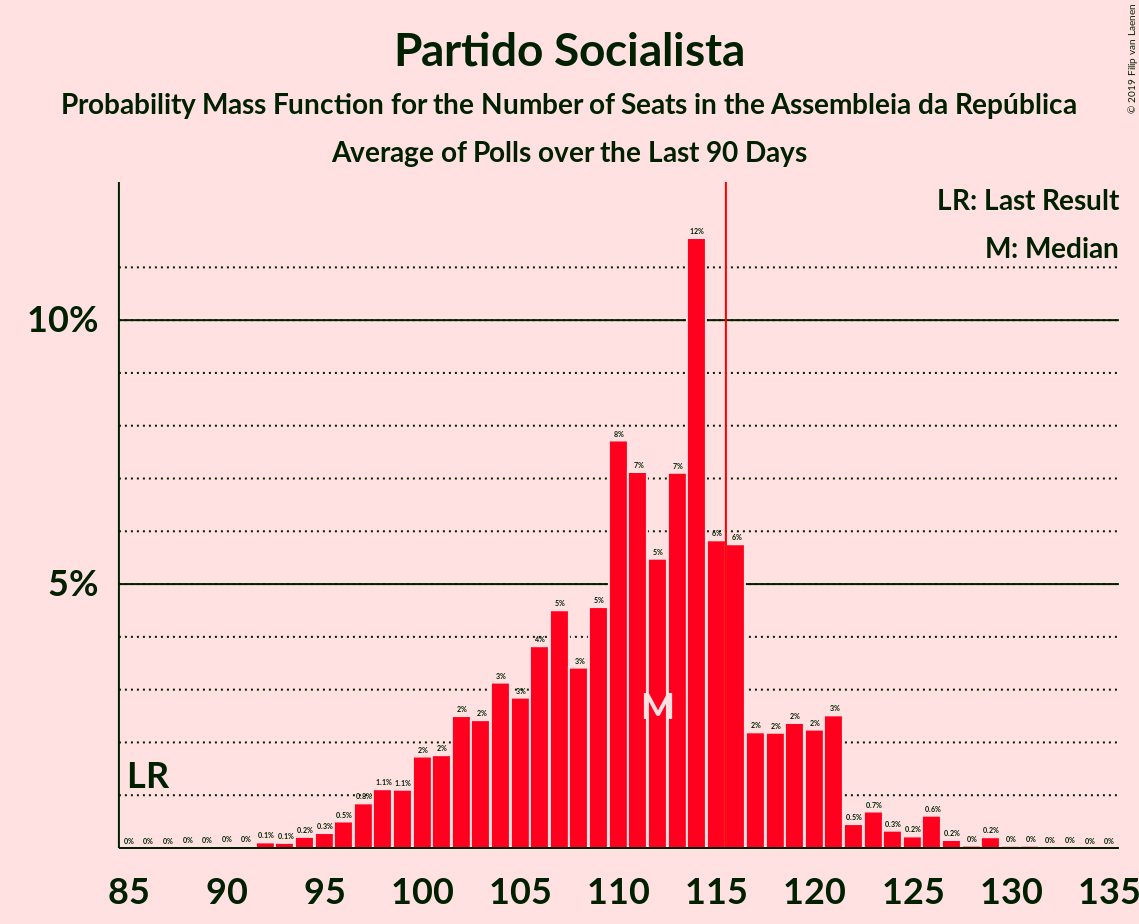 Partido Socialista
Probability Mass Function for the Number of Seats in the Assembleia da República
Average of Polls over the Last 90 Days
© 2019 Filip van Laenen
LR: Last Result
M: Median
10%
5%
LR
M
0% 0% 0% 0% 0% 0% 0% 0.1% 0.1% 0.2% 0.3% 0.5% 0.8% 1.1% 1.1% 2% 2% 2% 2% 3% 3% 4% 5% 3% 5% 8% 7% 5% 7% 12% 6% 6% 2% 2% 2% 2% 3% 0.5% 0.7% 0.3% 0.2% 0.6% 0.2% 0% 0.2% 0% 0% 0% 0% 0% 0%
85 90 95 100 105 110 115 120 125 130 135